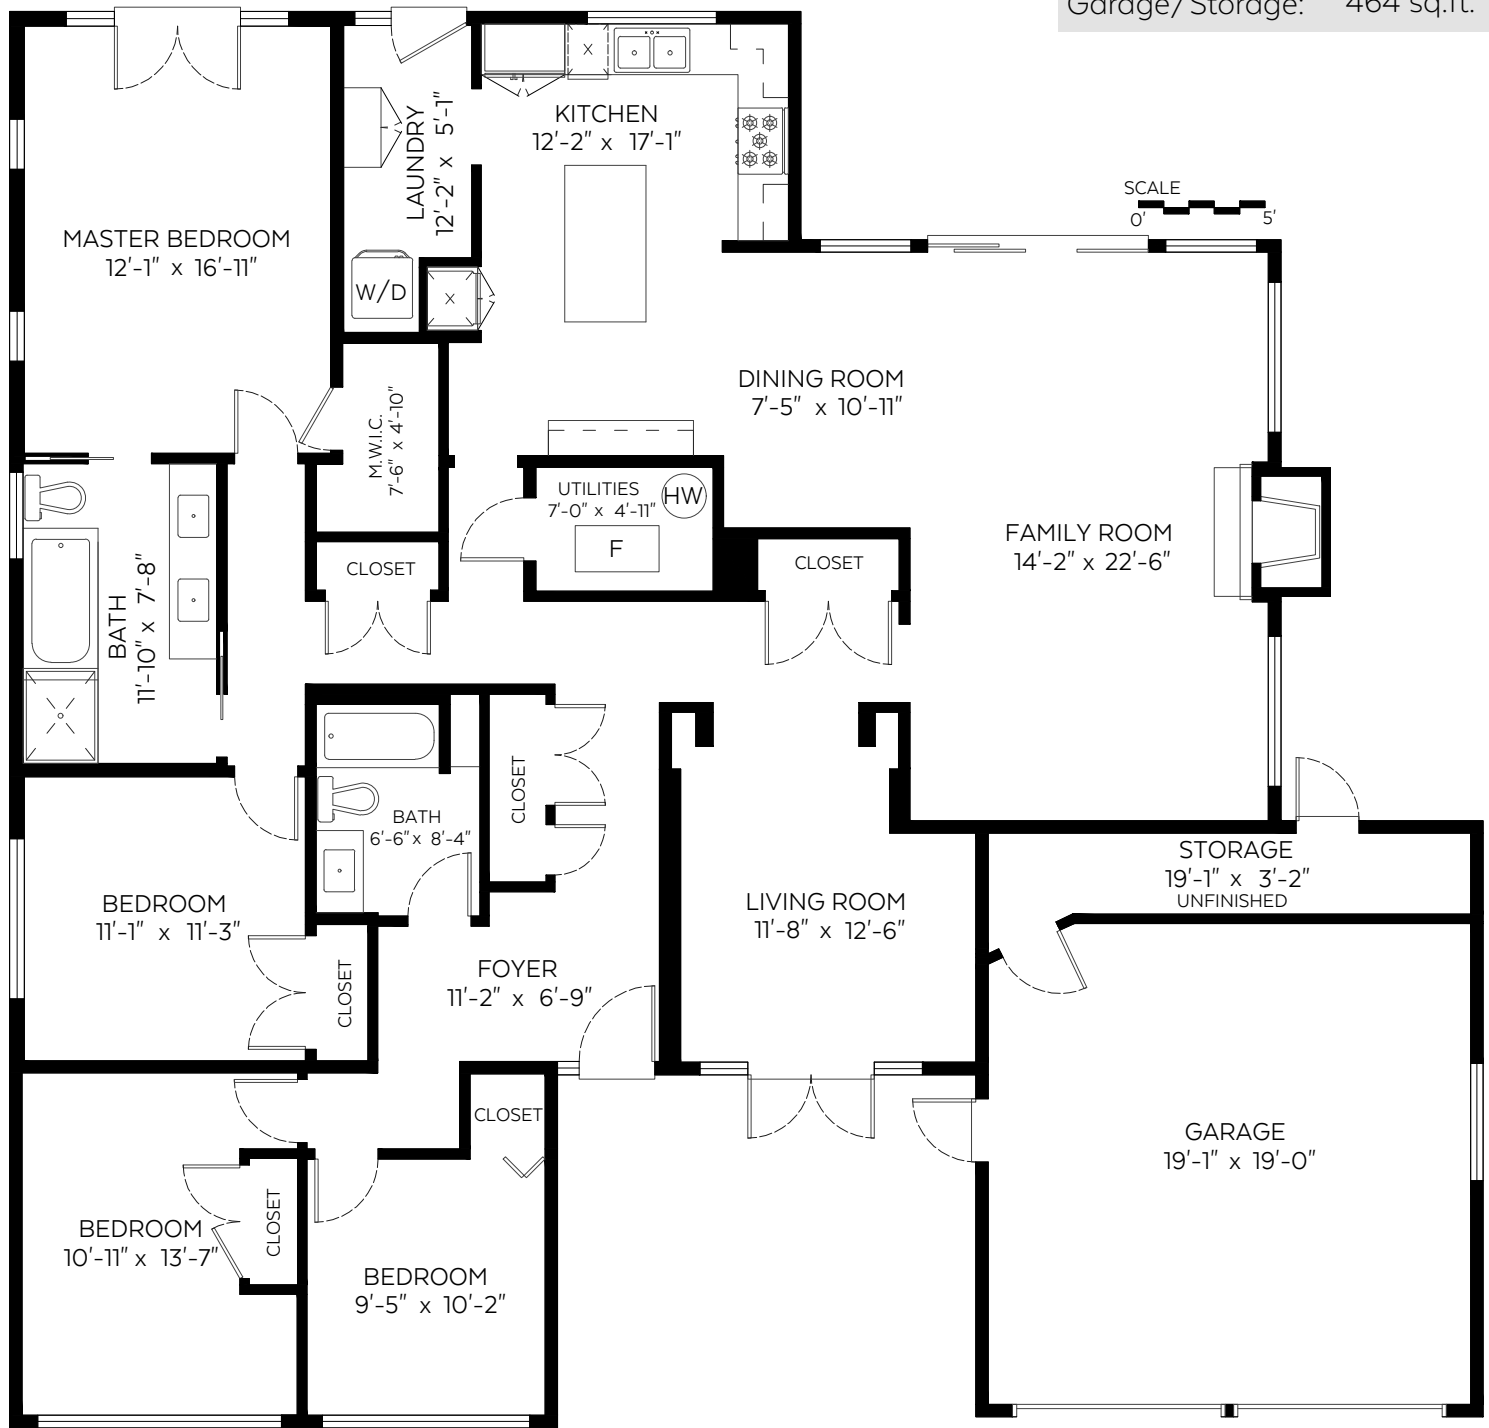 Garage/Storage: 464 sq.ft.
KITCHEN
12'-2" x 17'-1"
X
LAUNDRY
12'-2" x 5'-1"
SCALE
0' 5'
MASTER BEDROOM
12'-1" x 16'-11"
W/D
X
DINING ROOM
7'-5" x 10'-11"
M.W.I.C.
7'-6" x 4'-10"
UTILITIES
7'-0" x 4'-11"
HW
F
FAMILY ROOM
14'-2" x 22'-6"
CLOSET
CLOSET
BATH
11'-10" x 7'-8"
CLOSET
BATH
6'-6" x 8'-4"
STORAGE
19'-1" x 3'-2"
UNFINISHED
BEDROOM
11'-1" x 11'-3"
LIVING ROOM
11'-8" x 12'-6"
CLOSET
FOYER
11'-2" x 6'-9"
CLOSET
GARAGE
19'-1" x 19'-0"
BEDROOM
10'-11" x 13'-7"
CLOSET
BEDROOM
9'-5" x 10'-2"